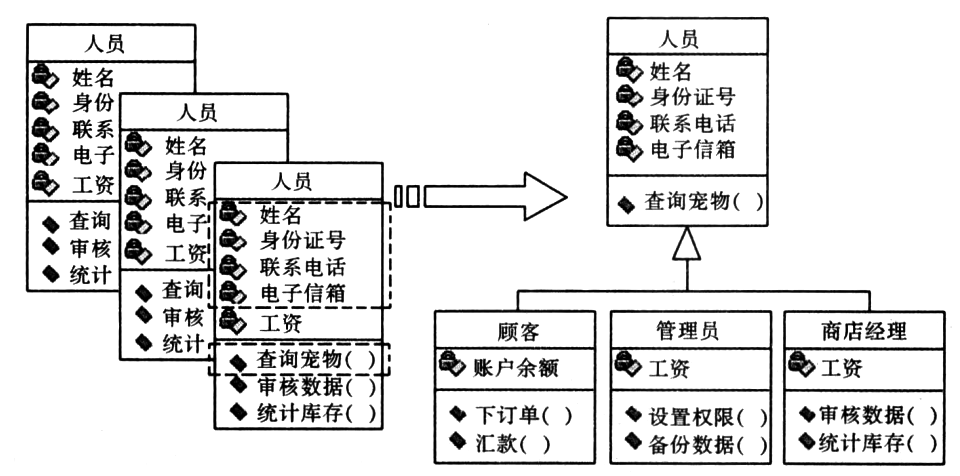 人员
姓名
身份
联系
电子
工资
查询
审核
统计
人员
姓名
身份
联系
电子
工资
查询
审核
统计
人员
姓名
身份证号
联系电话
电子信箱
工资
查询宠物( )
审核数据( )
统计库存( )
人员
姓名
身份证号
联系电话
电子信箱
查询宠物( )
顾客
账户余额
下订单( )
汇款( )
管理员
工资
设置权限( )
备份数据( )
商店经理
工资
审核数据( )
统计库存( )